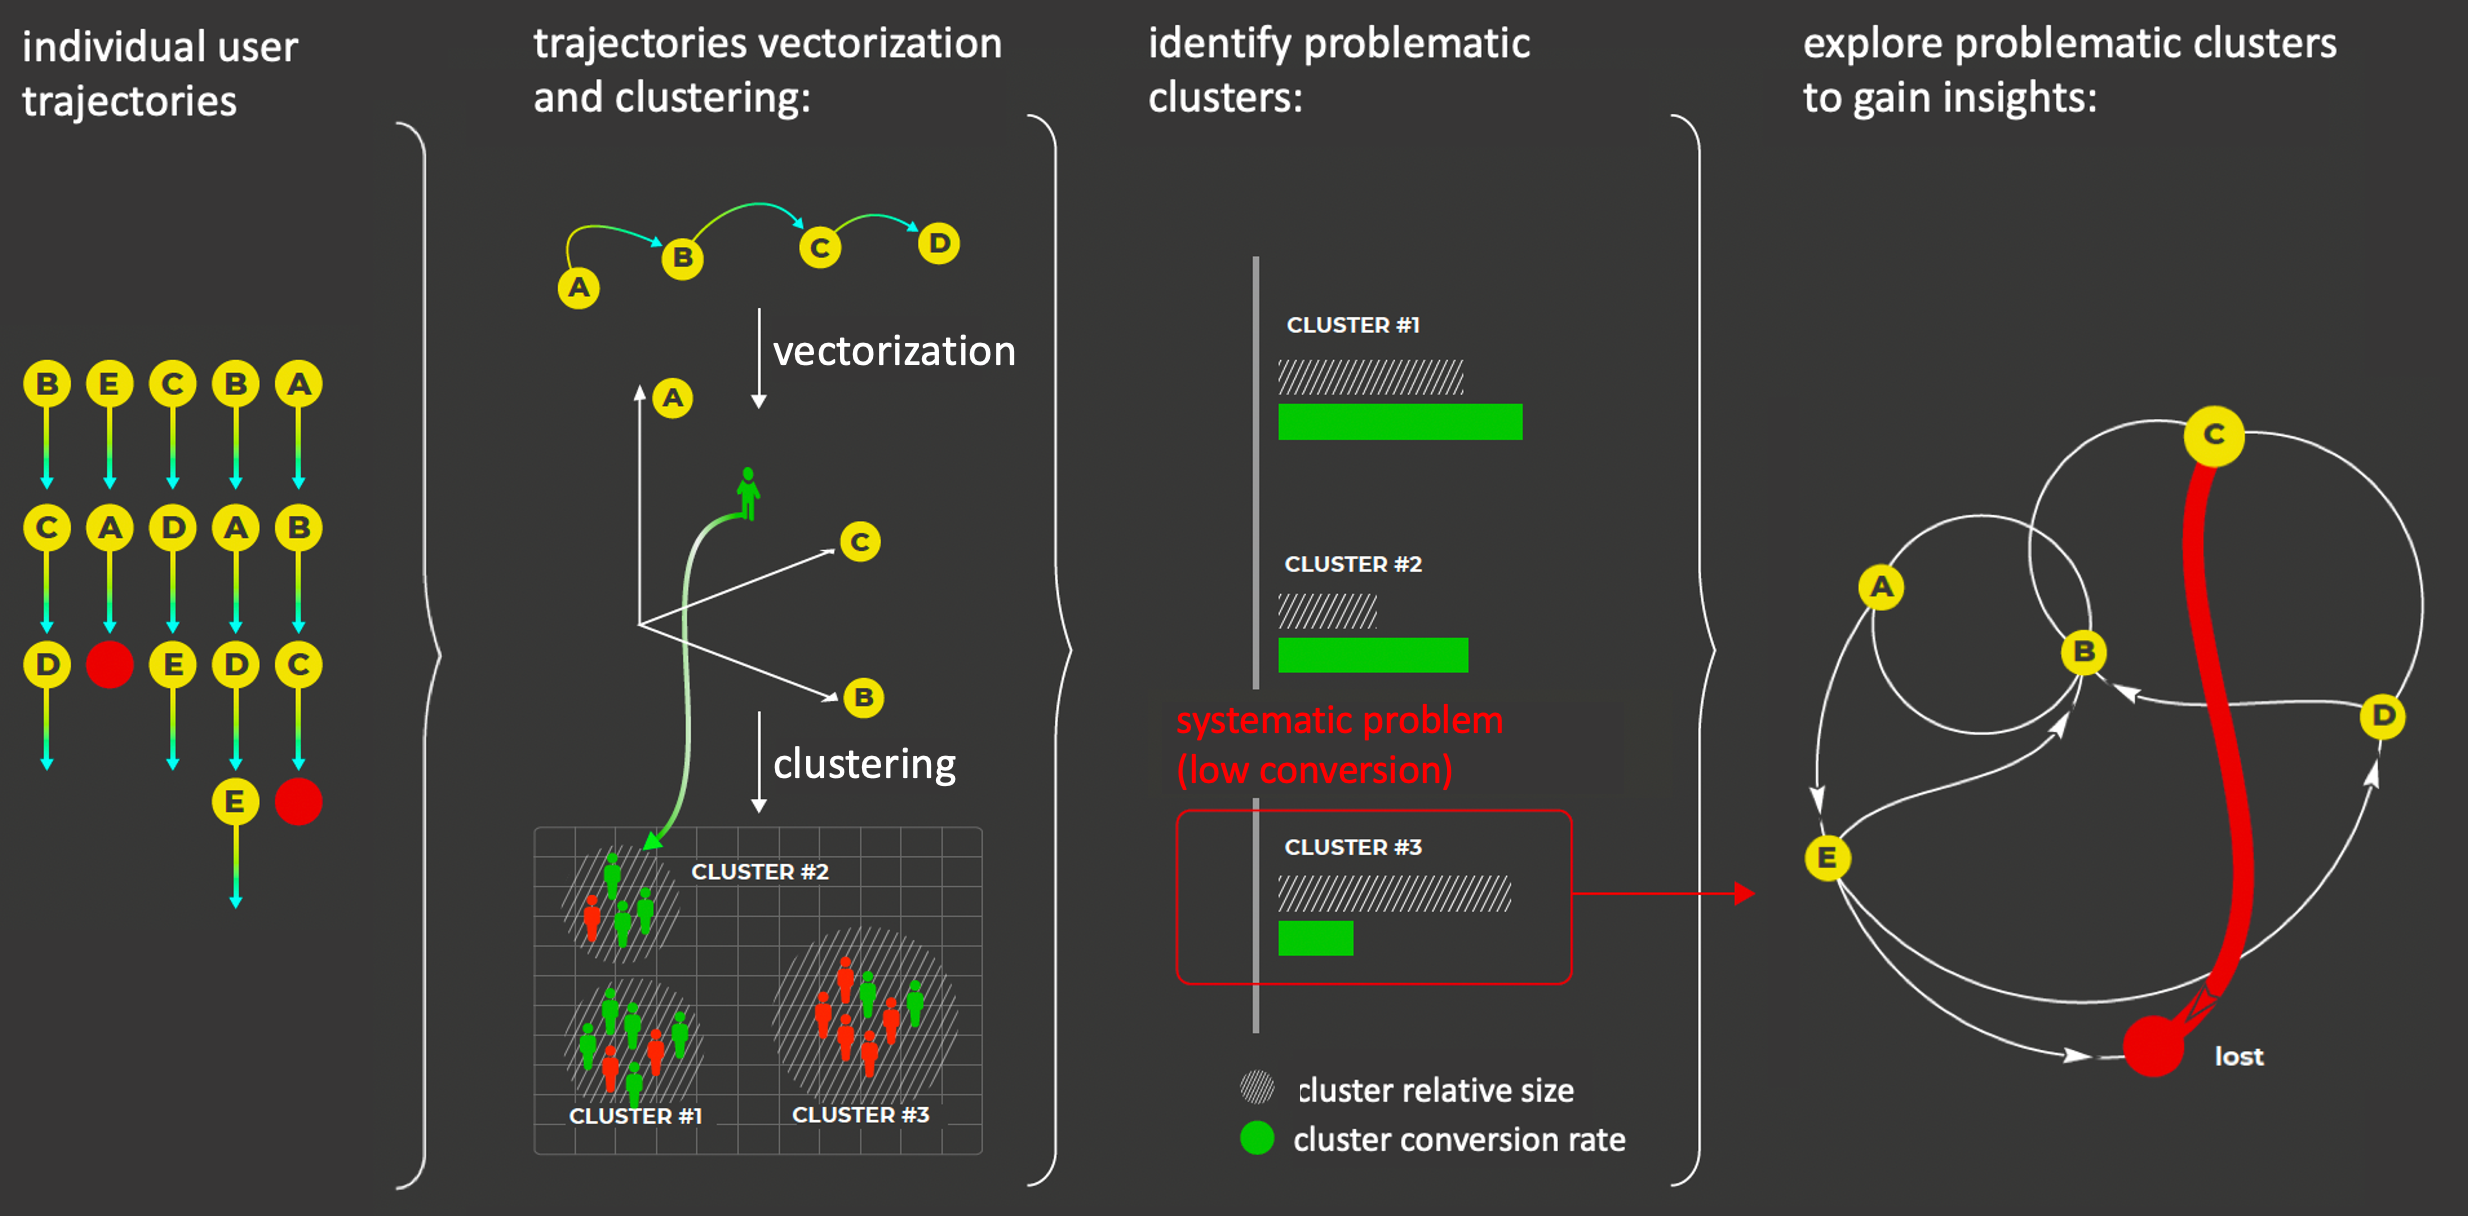 individual user
trajectories
B E C B A
C A D A B
D E D C
E
trajectories vectorization
and clustering:
A B C D
vectorization
A
C
B
clustering
CLUSTER #2
CLUSTER #1
CLUSTER #3
identify problematic
clusters:
CLUSTER #1
CLUSTER #2
systematic problem
(low conversion)
CLUSTER #3
cluster relative size
cluster conversion rate
explore problematic clusters
to gain insights:
C
A
B
D
E
lost